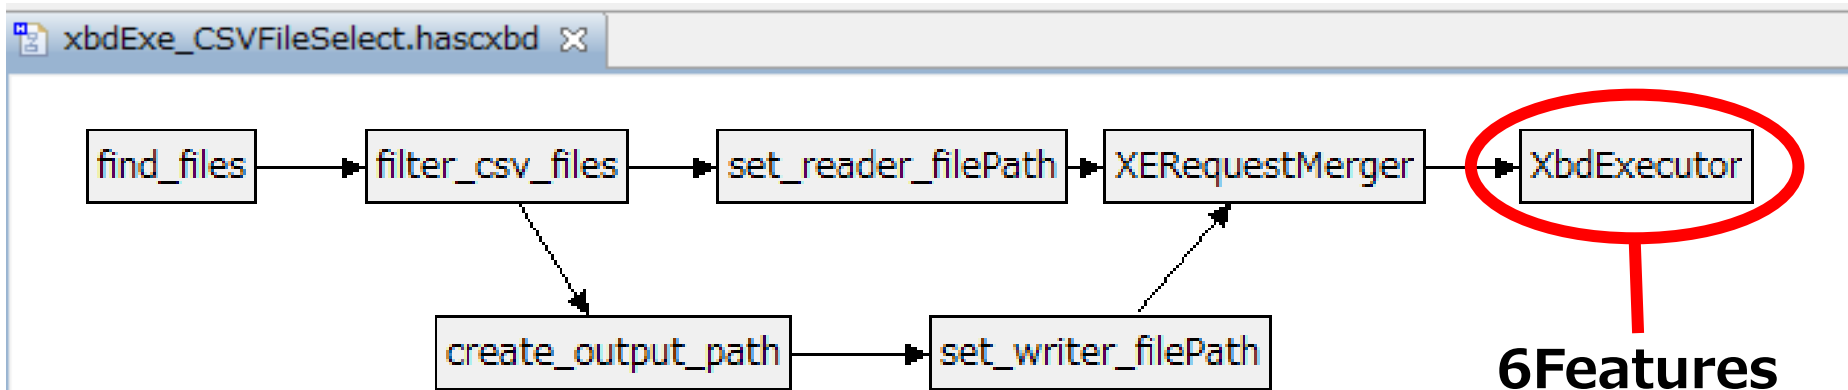 xbdExe_CSVFileSelect.hascxbd
find_files
filter_csv_files
set_reader_filePath
XERequestMerger
XbdExecutor
create_output_path
set_writer_filePath
6Features